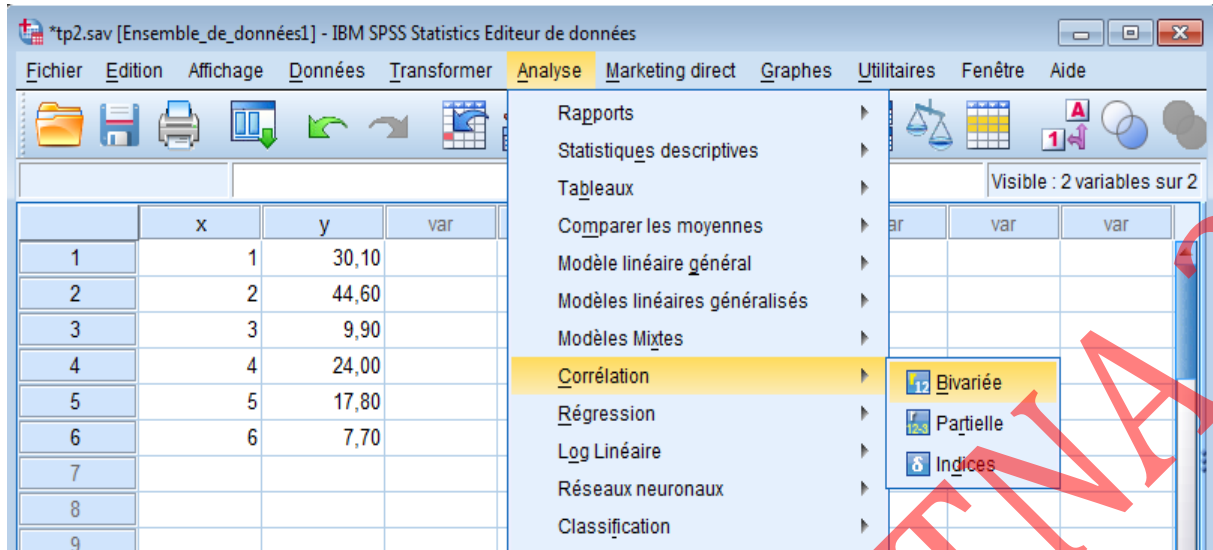 *tp2.sav [Ensemble_de_données1] - IBM SPSS Statistics Editeur de données
Fichier Edition Affichage Données Transformer Analyse Marketing direct Graphes Utilitaires Fenêtre Aide
Rapports
Statistiques descriptives
Tableaux
Comparer les moyennes
Modèle linéaire général
Modèles linéaires généralisés
Modèles Mixtes
Corrélation
Régression
Log Linéaire
Réseaux neuronaux
Classification
Bivariée
Partielle
Indices
Visible : 2 variables sur 2
x y var ar var var
1 1 30,10
2 2 44,60
3 3 9,90
4 4 24,00
5 5 17,80
6 6 7,70
7
8
9
A
1